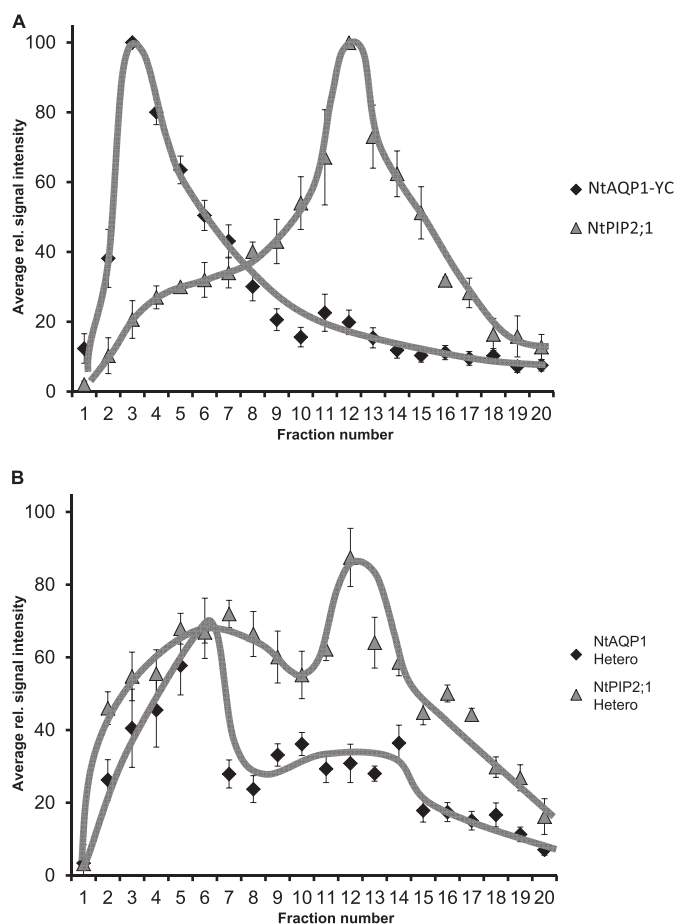 A
100
80
60
40
20
0
Average rel. signal intensity
1 2 3 4 5 6 7 8 9 10 11 12 13 14 15 16 17 18 19 20
Fraction number
NtAQP1-YC
NtPIP2;1
B
100
80
60
40
20
0
Average rel. signal intensity
1 2 3 4 5 6 7 8 9 10 11 12 13 14 15 16 17 18 19 20
Fraction number
NtAQP1
Hetero
NtPIP2;1
Hetero